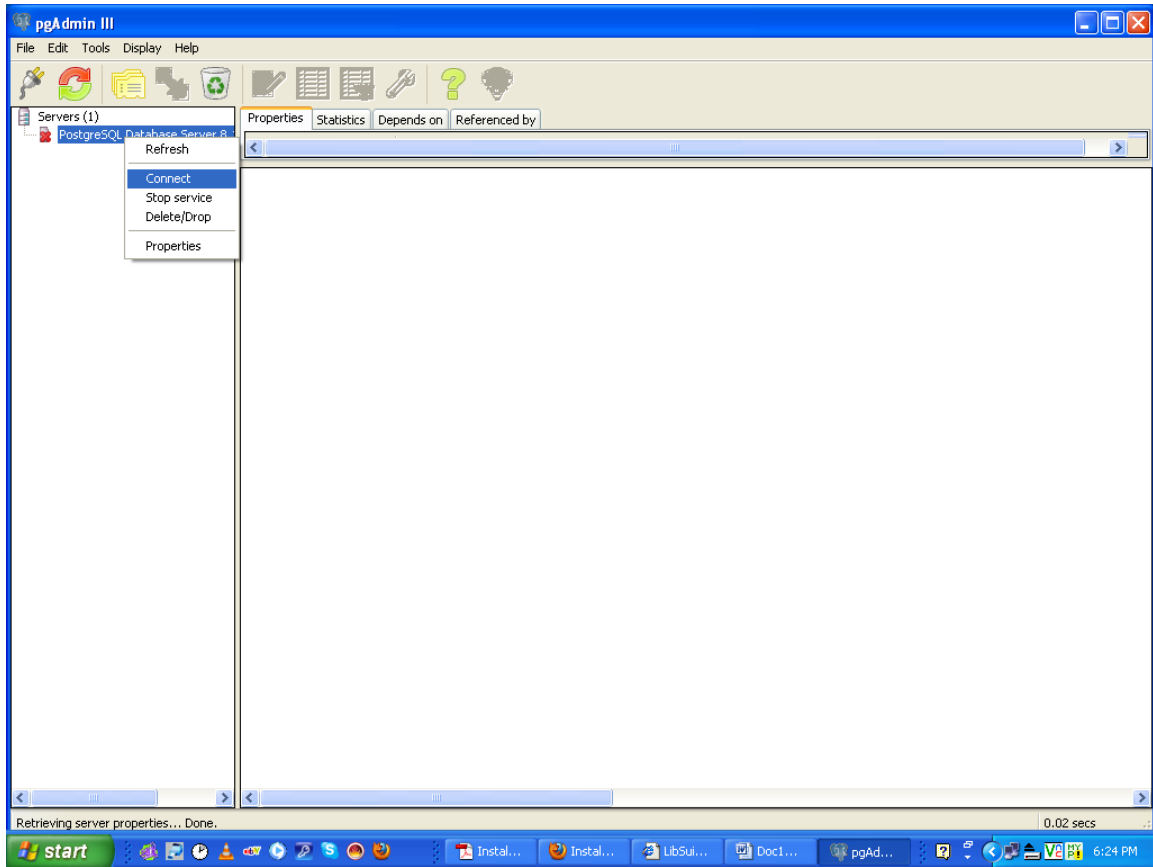 pgAdmin III
File Edit Tools Display Help
Servers (1)
PostgreSQL Database Server 8.
Refresh
Connect
Stop service
Delete/Drop
Properties
Properties Statistics Depends on Referenced by
Retrieving server properties... Done.
0.02 secs
start
Instal...
Instal...
LibSui...
Doc1...
pgAd...
6:24 PM